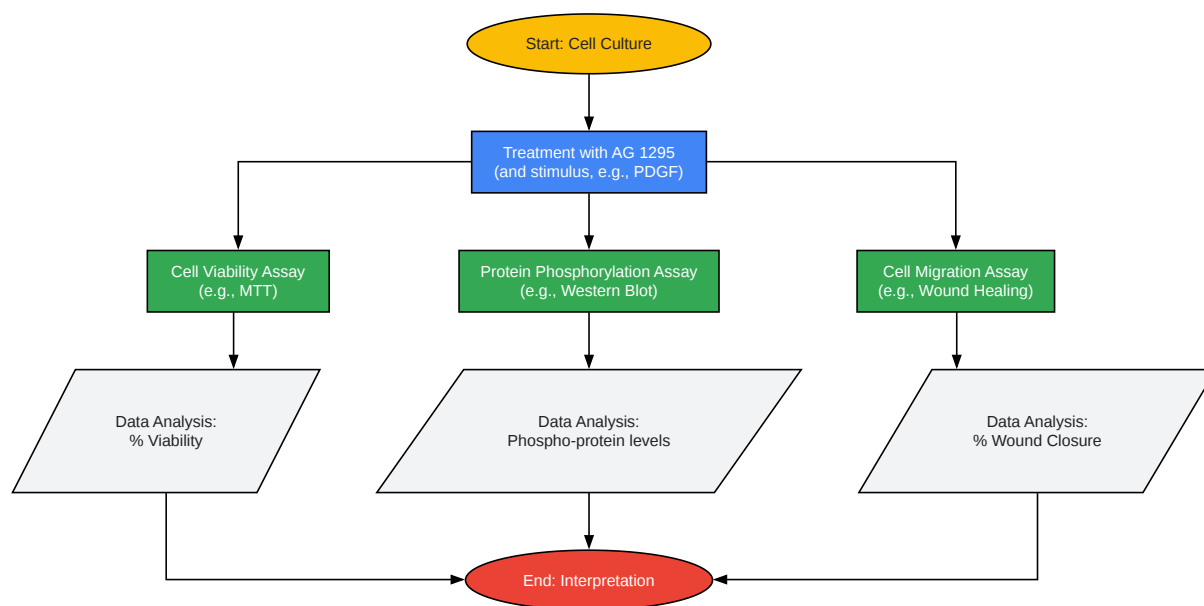 Start: Cell Culture
Treatment with AG 1295
(and stimulus, e.g., PDGF)
Cell Viability Assay
(e.g., MTT)
Protein Phosphorylation Assay
(e.g., Western Blot)
Cell Migration Assay
(e.g., Wound Healing)
Data Analysis:
% Viability
Data Analysis:
Phospho-protein levels
Data Analysis:
% Wound Closure
End: Interpretation